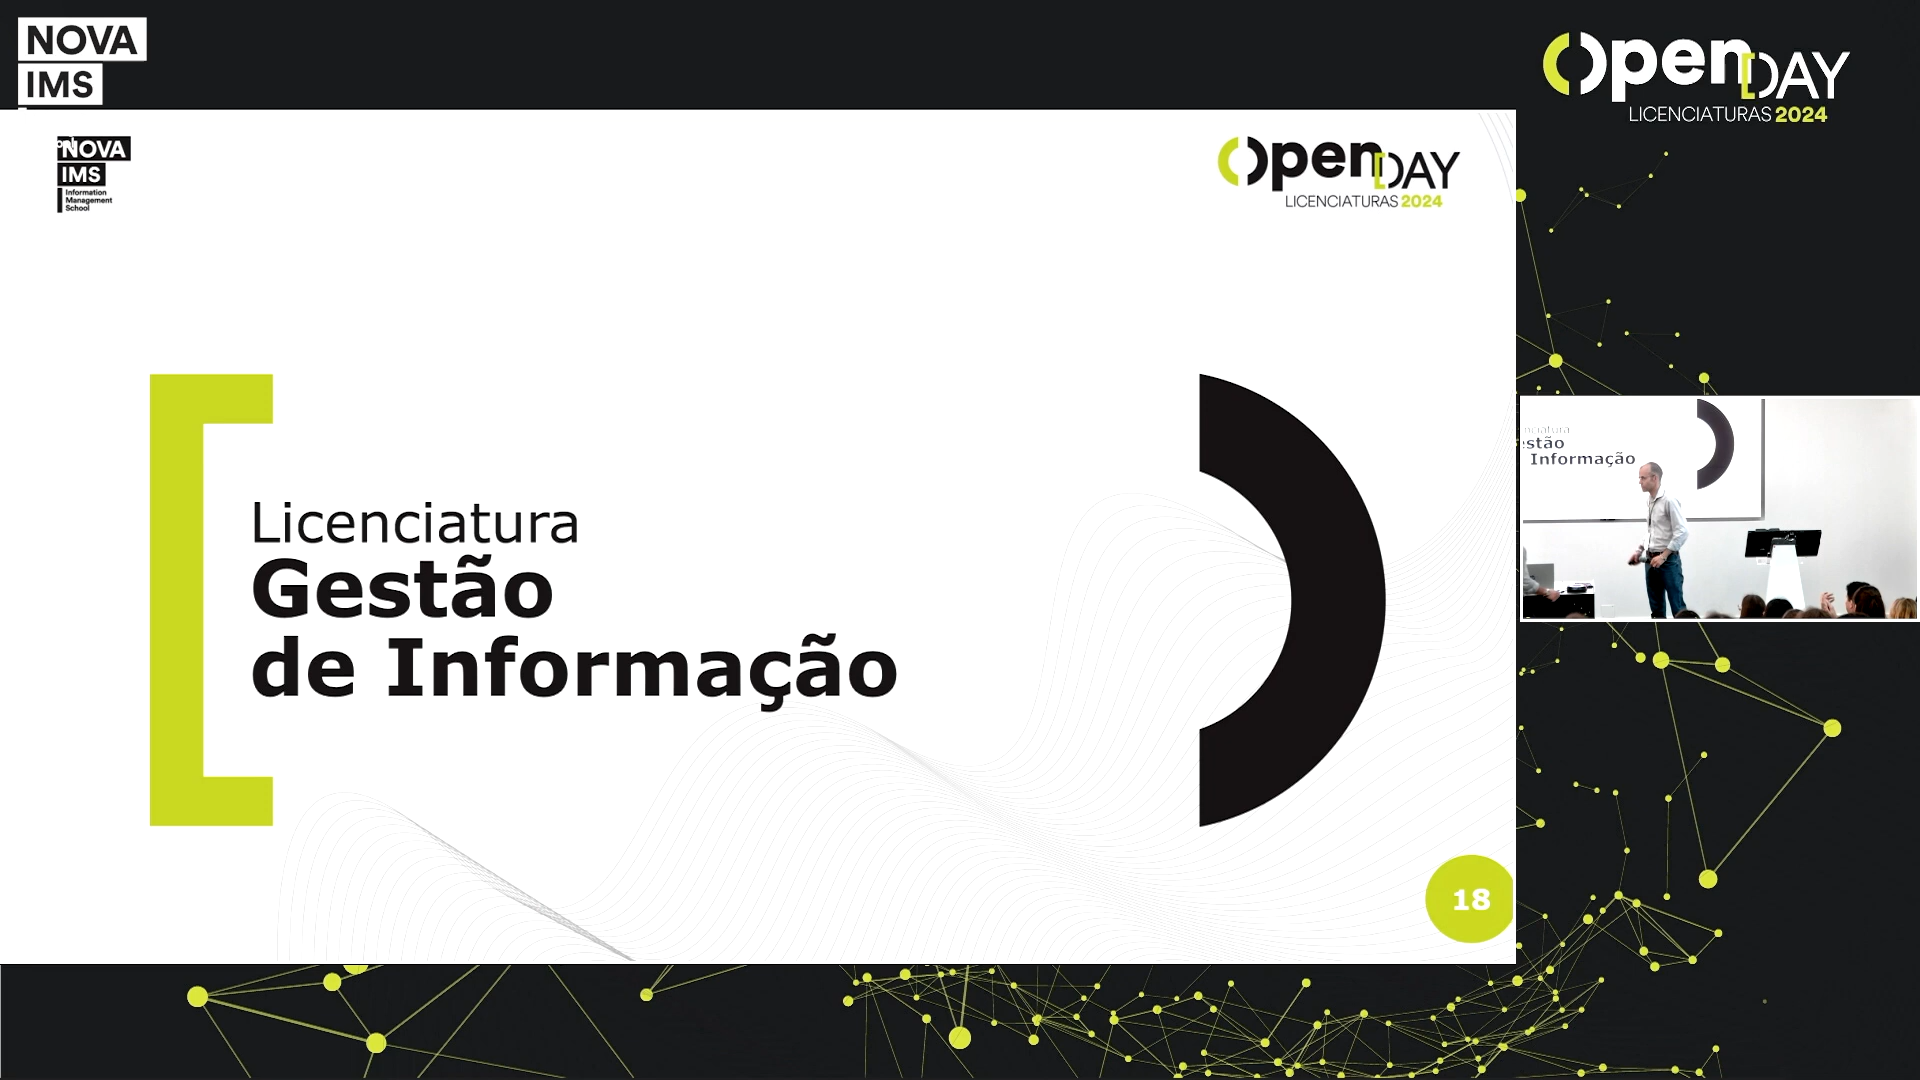 NOVA
IMS
Open DAY
LICENCIATURAS 2024
NOVA
IMS
Information
Management
School
Open DAY
LICENCIATURAS 2024
Licenciatura
Gestão
de Informação
18
estão
Informação